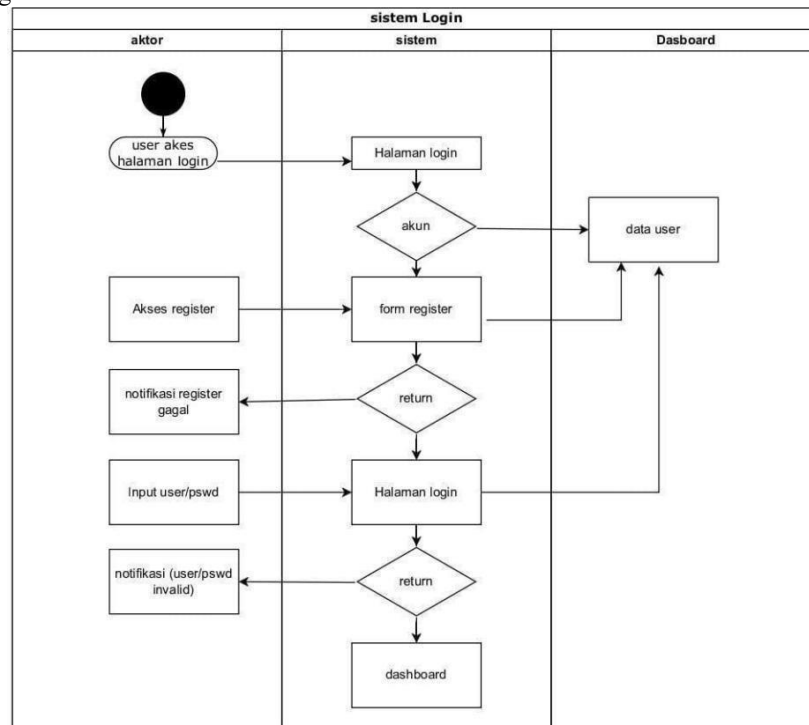 sistem Login
aktor
sistem
Dasboard
user akes
halaman login
Halaman login
akun
data user
Akses register
form register
notifikasi register
gagal
return
Input user/pswd
Halaman login
notifikasi (user/pswd
invalid)
return
dashboard